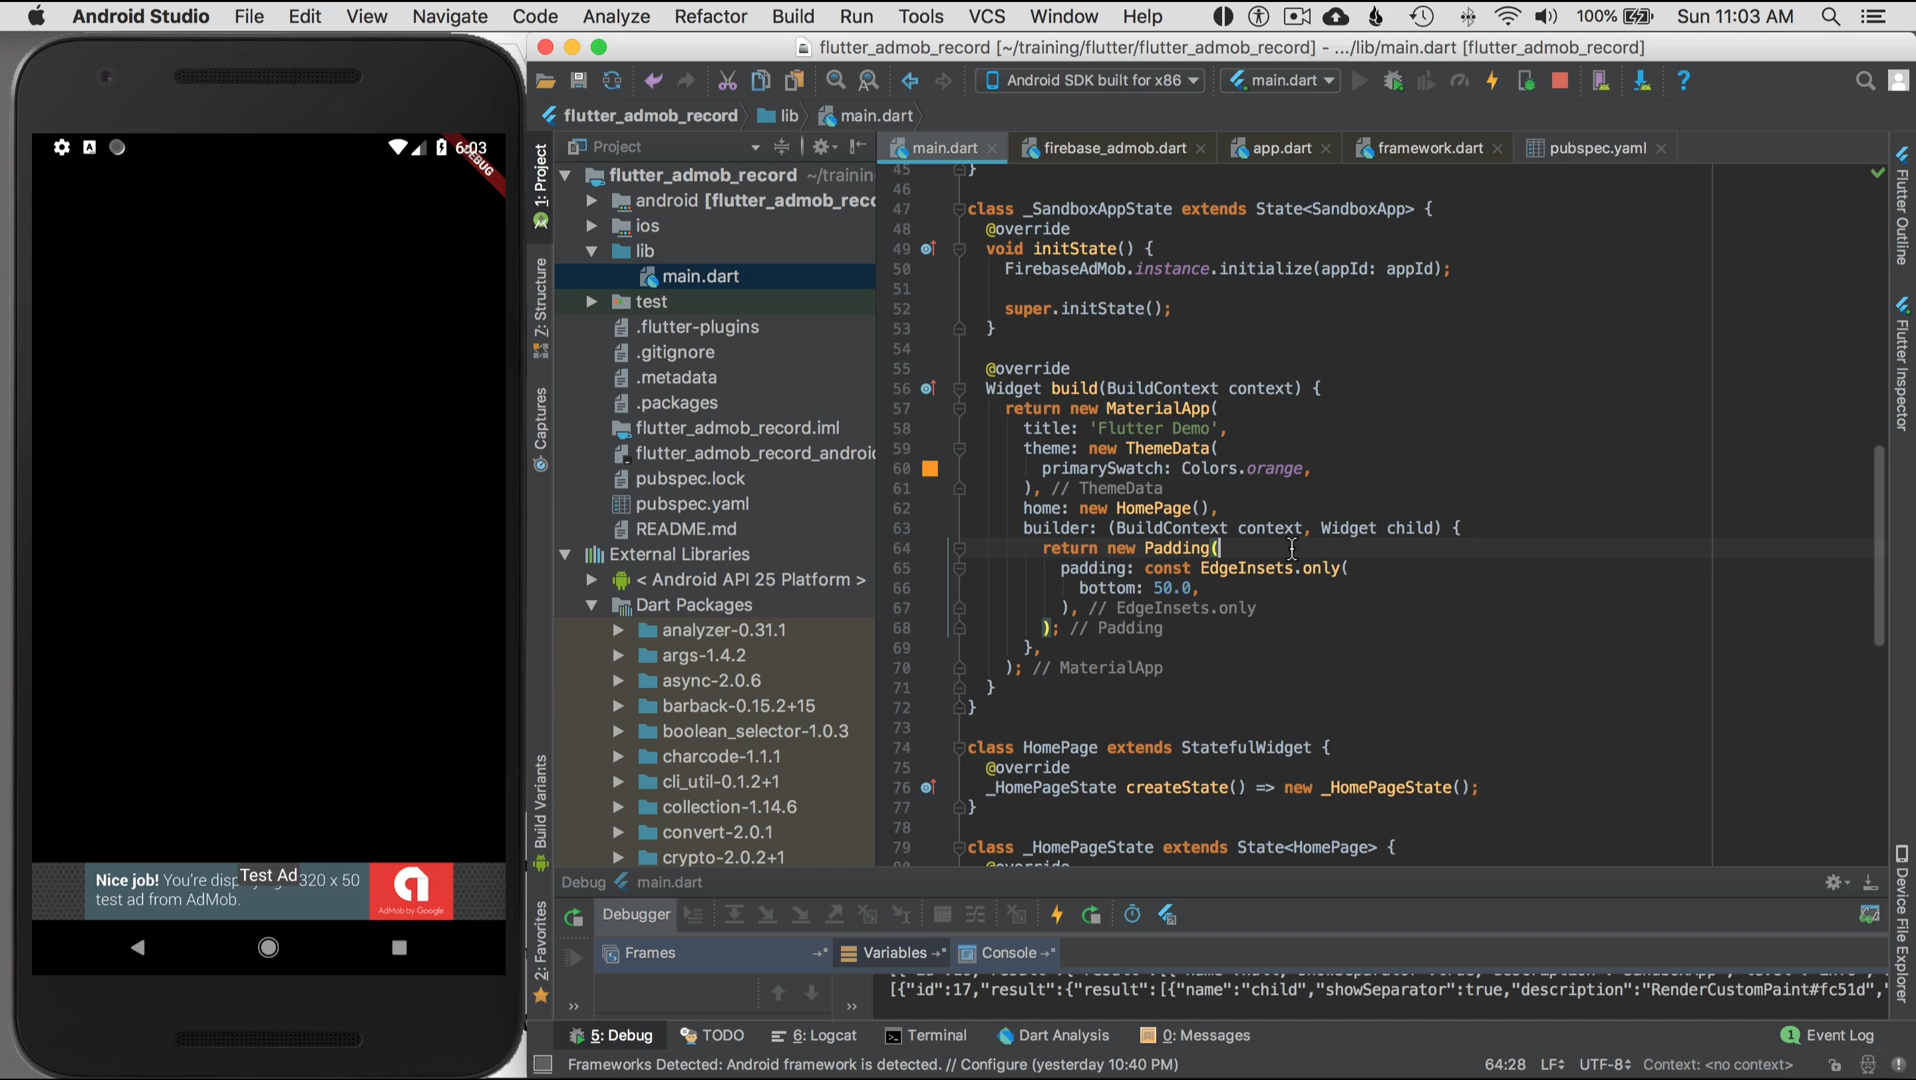 Android Studio File Edit View Navigate Code Analyze Refactor Build Run Tools VCS Window Help 100% Sun 11:03 AM
flutter_admob_record [~/training/flutter/flutter_admob_record] - .../lib/main.dart [flutter_admob_record]
Android SDK built for x86 main.dart
flutter_admob_record lib main.dart
6:03
DEBUG
Nice job! You're 320 x 50
Test Ad
test ad from AdMob.
AdMob by Google
1: Project
Z: Structure
Captures
Build Variants
2: Favorites
Project
flutter_admob_record ~/trainin
android [flutter_admob_reco
ios
lib
main.dart
test
.flutter-plugins
.gitignore
.metadata
.packages
flutter_admob_record.iml
flutter_admob_record_androi
pubspec.lock
pubspec.yaml
README.md
External Libraries
< Android API 25 Platform >
Dart Packages
analyzer-0.31.1
args-1.4.2
async-2.0.6
barback-0.15.2+15
boolean_selector-1.0.3
charcode-1.1.1
cli_util-0.1.2+1
collection-1.14.6
convert-2.0.1
crypto-2.0.2+1
main.dart firebase_admob.dart app.dart framework.dart pubspec.yaml
45 }
46
47 class _SandboxAppState extends State<SandboxApp> {
48 @override
49 void initState() {
50 FirebaseAdMob.instance.initialize(appId: appId);
51
52 super.initState();
53 }
54
55 @override
56 Widget build(BuildContext context) {
57 return new MaterialApp(
58 title: 'Flutter Demo',
59 theme: new ThemeData(
60 primarySwatch: Colors.orange,
61 ), // ThemeData
62 home: new HomePage(),
63 builder: (BuildContext context, Widget child) {
64 return new Padding(
65 padding: const EdgeInsets.only(
66 bottom: 50.0,
67 ), // EdgeInsets.only
68 ); // Padding
69 },
70 ); // MaterialApp
71 }
72 }
73
74 class HomePage extends StatefulWidget {
75 @override
76 _HomePageState createState() => new _HomePageState();
77 }
78
79 class _HomePageState extends State<HomePage> {
Flutter Outline
Flutter Inspector
Device File Explorer
Debug main.dart
Debugger
Frames Variables Console
[{"id":17,"result":{"result":[{"name":"child","showSeparator":true,"description":"RenderCustomPaint#fc51d","
5: Debug TODO 6: Logcat Terminal Dart Analysis 0: Messages 1 Event Log
Frameworks Detected: Android framework is detected. // Configure (yesterday 10:40 PM) 64:28 LF UTF-8 Context: <no context>